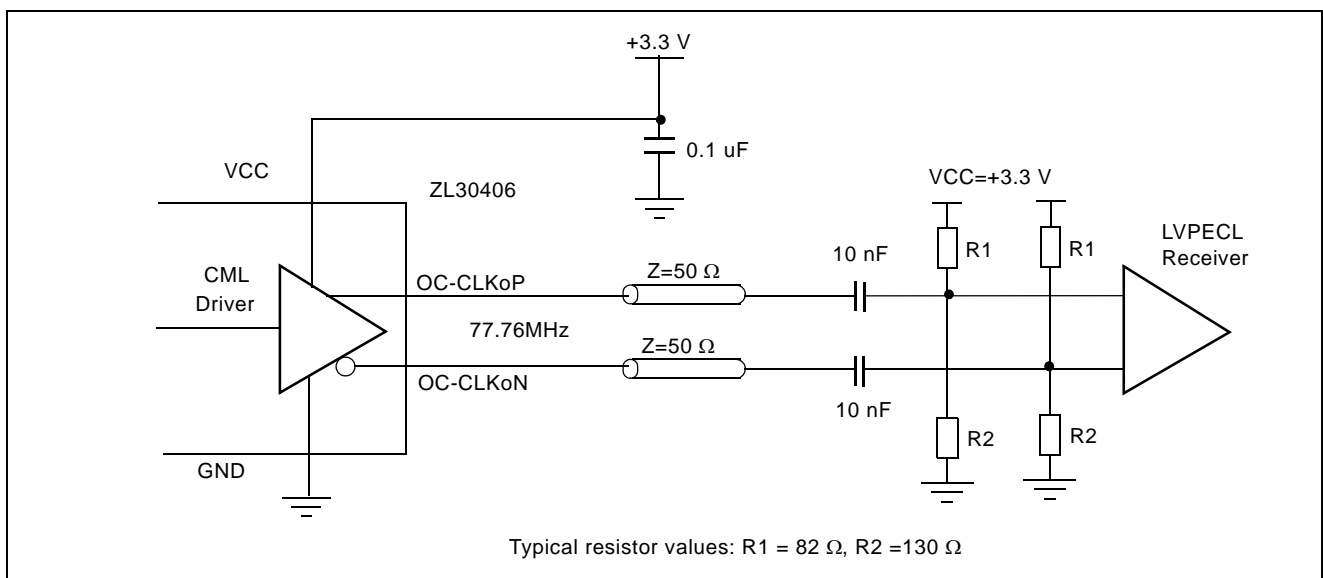 +3.3 V
0.1 uF
VCC
ZL30406
VCC=+3.3 V
R1
R1
LVPECL
Receiver
10 nF
Z=50 Ω
CML
Driver
OC-CLKoP
77.76MHz
Z=50 Ω
OC-CLKoN
10 nF
R2
R2
GND
Typical resistor values: R1 = 82 Ω, R2 =130 Ω